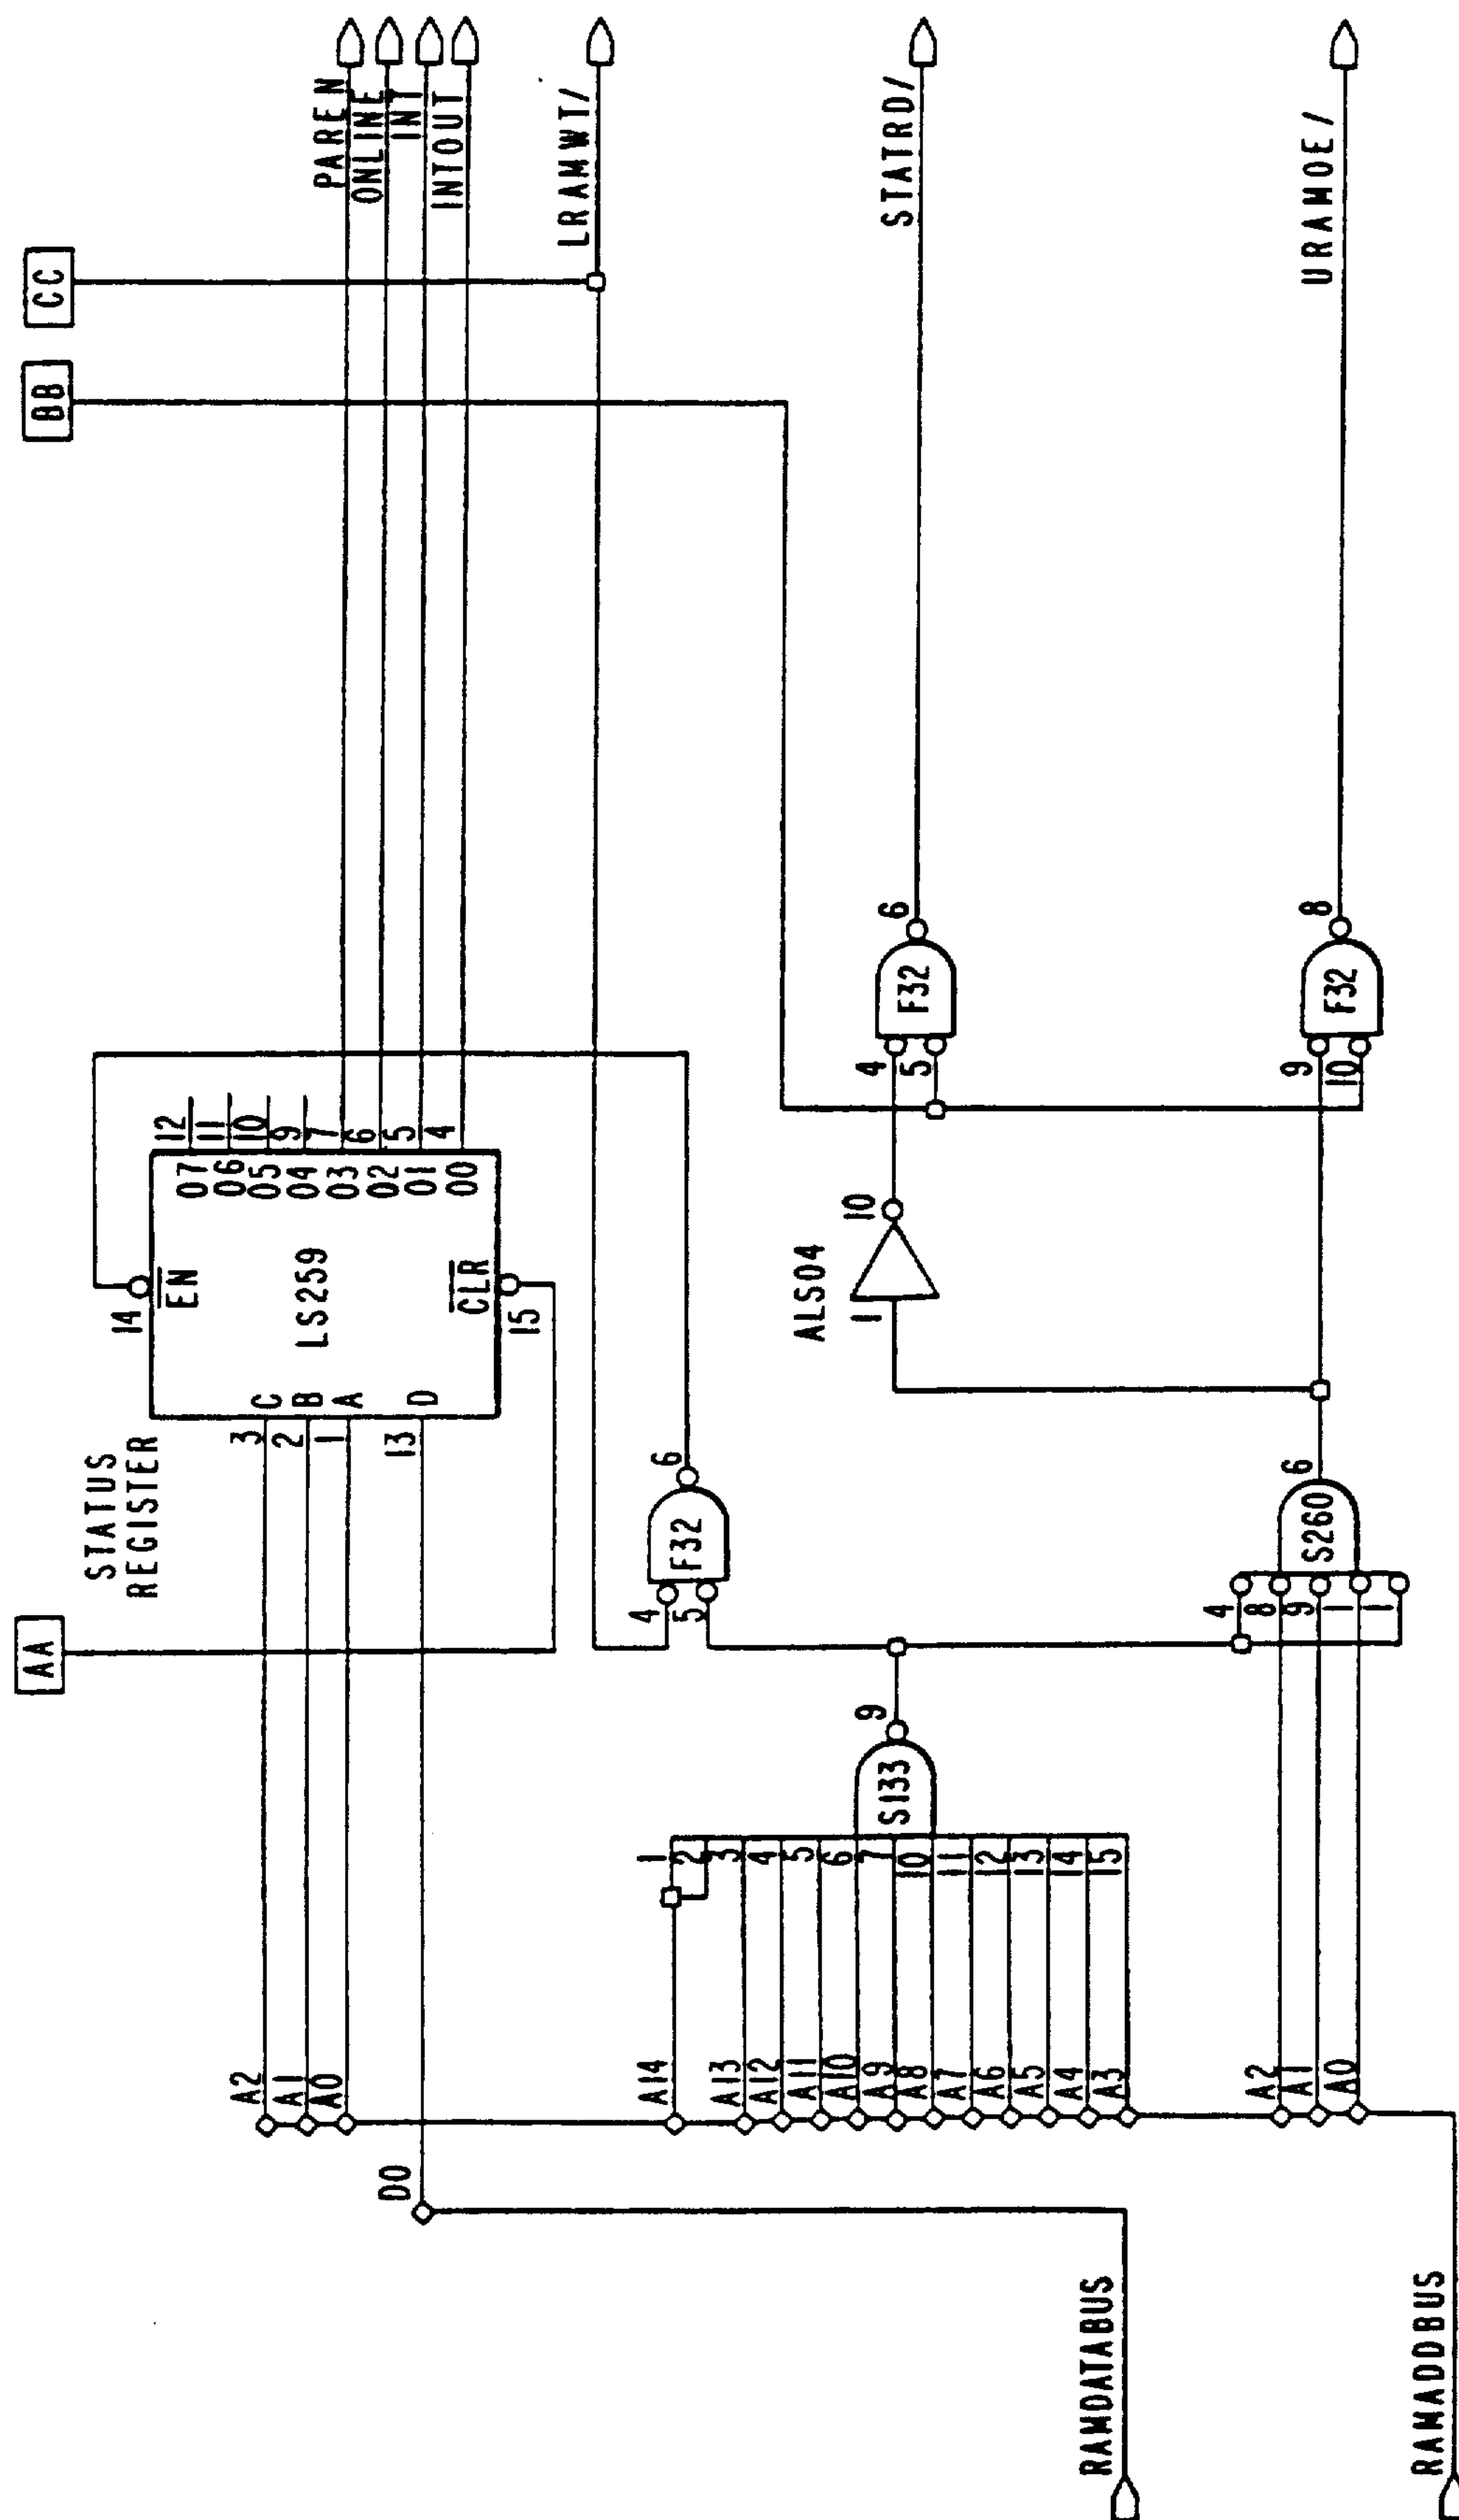 AA
BB
CC
STATUS
REGISTER
14
EN
12
11
10
9
7
6
5
4
07
06
05
04
03
02
01
00
LS259
3
2
1
13
C
B
A
D
CLR
15
PAREN
ONLINE
INT
INTOUT
LRAMWT/
STATRD/
URAMOE/
A2
A1
A0
D0
4
5
F32
6
A14
A13
A12
A11
A10
A9
A8
A7
A6
A5
A4
A3
1
2
3
4
5
6
7
10
11
12
13
14
15
S133
9
ALS04
1
10
4
5
F32
6
A2
A1
A0
4
8
9
1
1
S260
6
9
10
F32
8
RAMDATABUS
RAMADDBUS